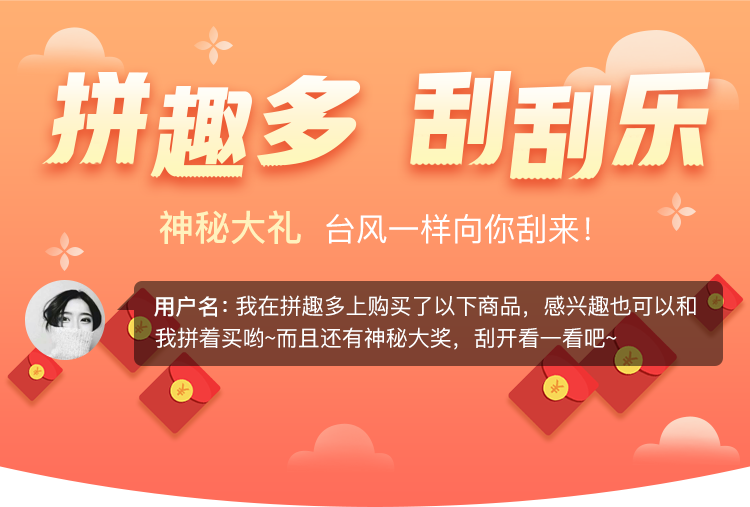 拼趣多 刮刮乐
神秘大礼 台风一样向你刮来!
用户名: 我在拼趣多上购买了以下商品，感兴趣也可以和
我拼着买哟~而且还有神秘大奖，刮开看一看吧~